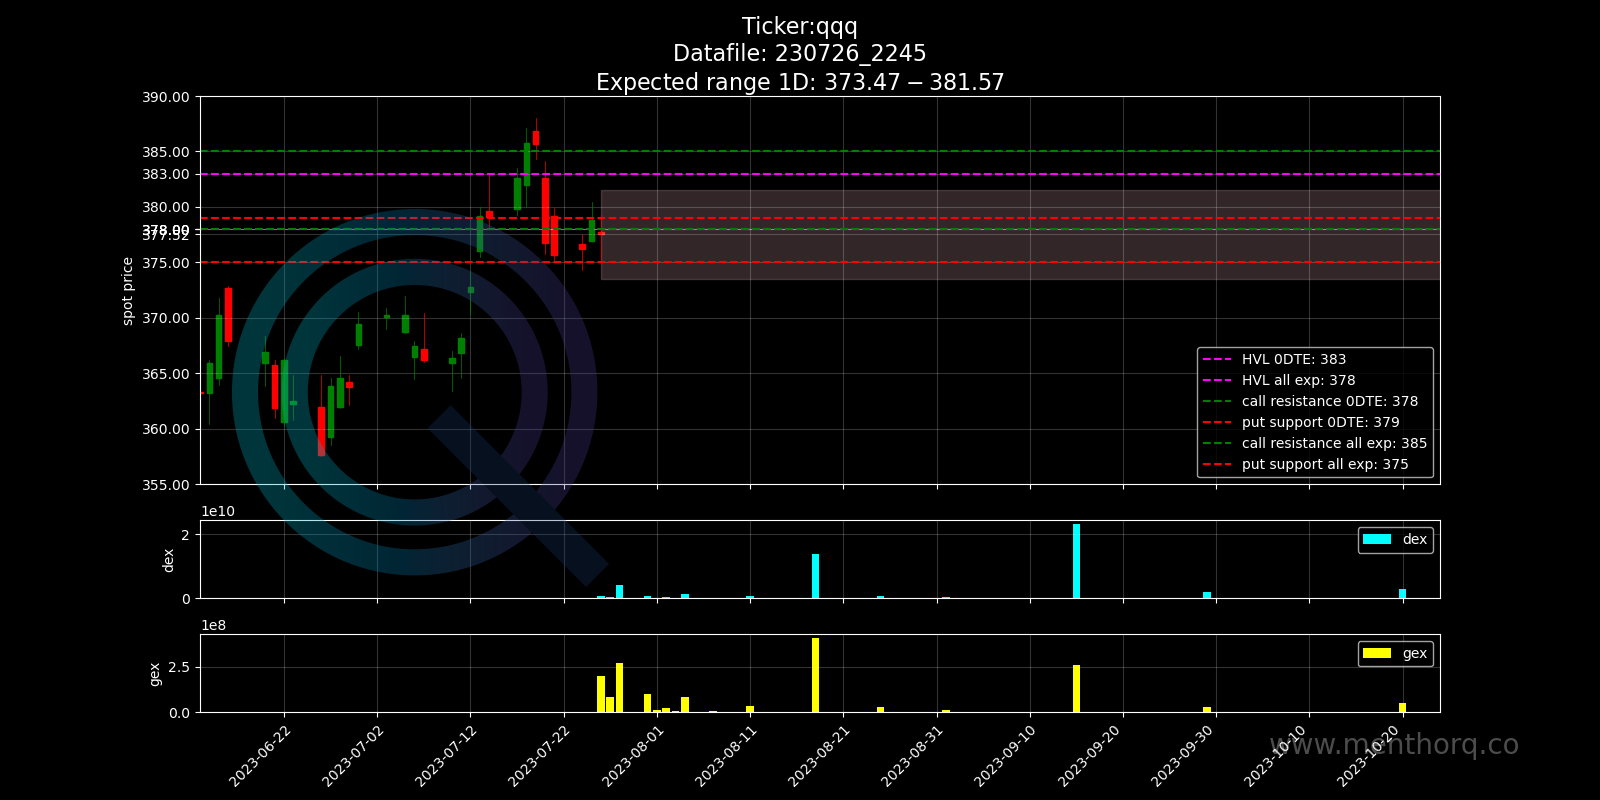 Ticker:qqq
Datafile: 230726_2245
Expected range 1D: 373.47 − 381.57
390.00
385.00
383.00
380.00
378.00
377.52
375.00
370.00
365.00
360.00
355.00
spot price
HVL 0DTE: 383
HVL all exp: 378
call resistance 0DTE: 378
put support 0DTE: 379
call resistance all exp: 385
put support all exp: 375
1e10
2
0
dex
dex
1e8
2.5
0.0
gex
gex
2023-06-22
2023-07-02
2023-07-12
2023-07-22
2023-08-01
2023-08-11
2023-08-21
2023-08-31
2023-09-10
2023-09-20
2023-09-30
2023-10-10
2023-10-20
www.menthorq.co